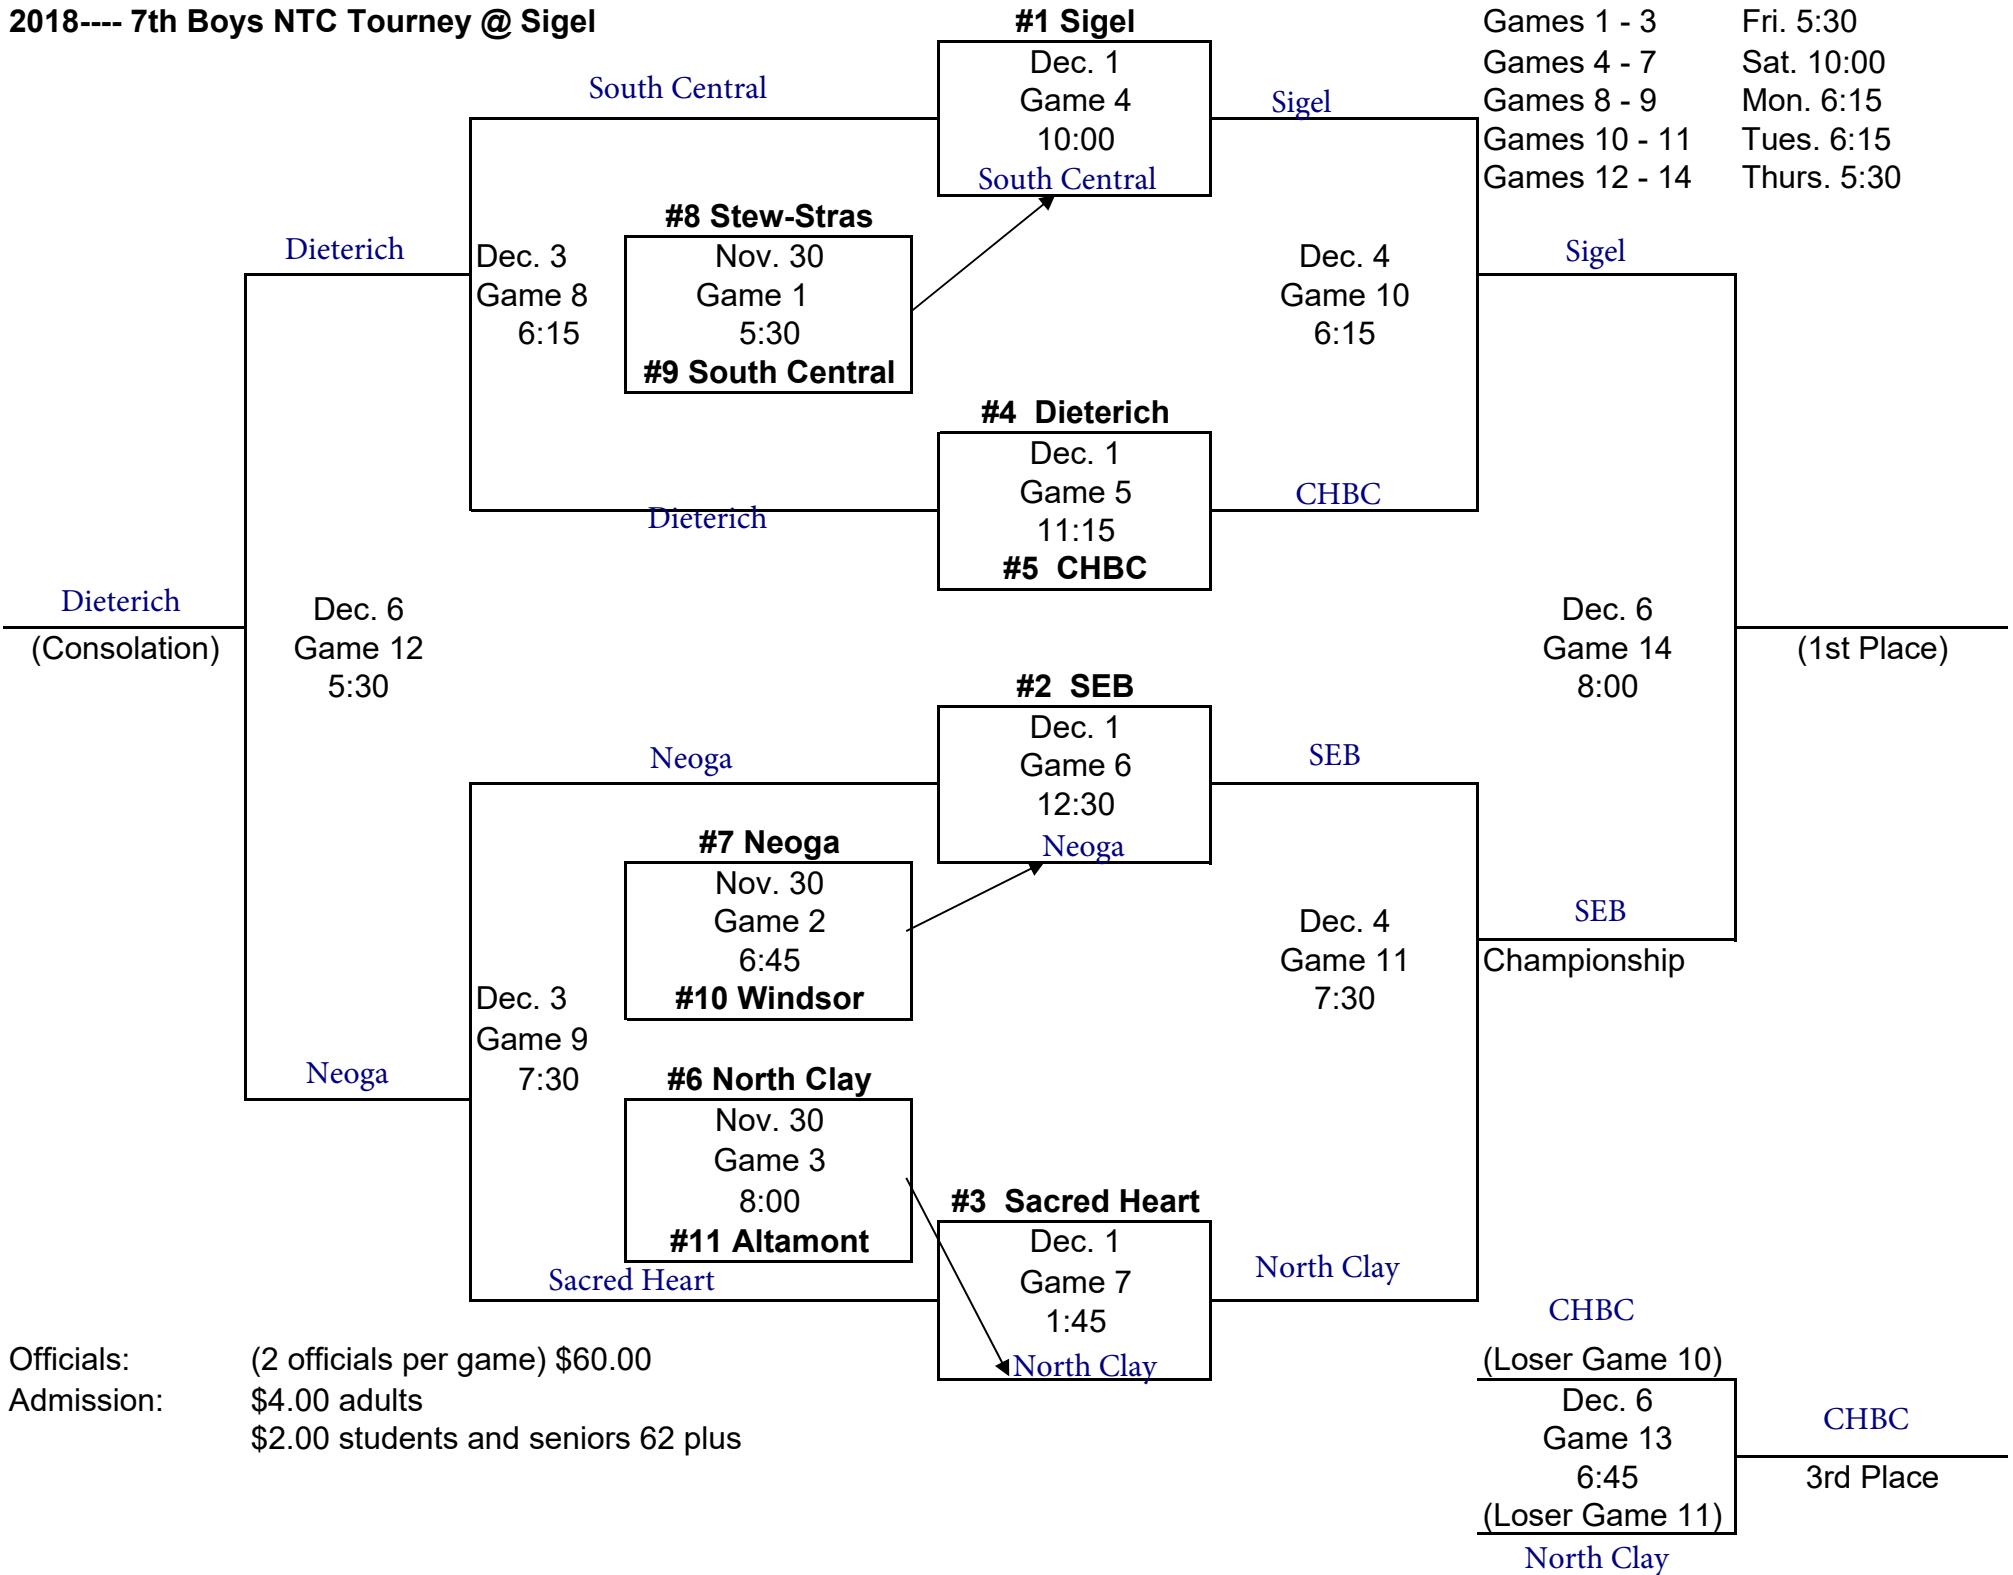 2018---- 7th Boys NTC Tourney @ Sigel
#1 Sigel
Games 1 - 3 Fri. 5:30
Games 4 - 7 Sat. 10:00
Games 8 - 9 Mon. 6:15
Games 10 - 11 Tues. 6:15
Games 12 - 14 Thurs. 5:30
South Central
Dec. 1
Game 4
10:00
South Central
Sigel
Dieterich
Dec. 3
Game 8
6:15
#8 Stew-Stras
Nov. 30
Game 1
5:30
#9 South Central
Dec. 4
Game 10
6:15
Sigel
#4 Dieterich
Dec. 1
Game 5
11:15
#5 CHBC
Dieterich
CHBC
Dieterich
(Consolation)
Dec. 6
Game 12
5:30
Dec. 6
Game 14
8:00
(1st Place)
#2 SEB
Dec. 1
Game 6
12:30
Neoga
Neoga
SEB
#7 Neoga
Nov. 30
Game 2
6:45
#10 Windsor
Dec. 4
Game 11
7:30
SEB
Championship
Dec. 3
Game 9
7:30
Neoga
#6 North Clay
Nov. 30
Game 3
8:00
#11 Altamont
#3 Sacred Heart
Dec. 1
Game 7
1:45
North Clay
Sacred Heart
North Clay
CHBC
(Loser Game 10)
Dec. 6
Game 13
6:45
(Loser Game 11)
North Clay
CHBC
3rd Place
Officials: (2 officials per game) $60.00
Admission: $4.00 adults
$2.00 students and seniors 62 plus